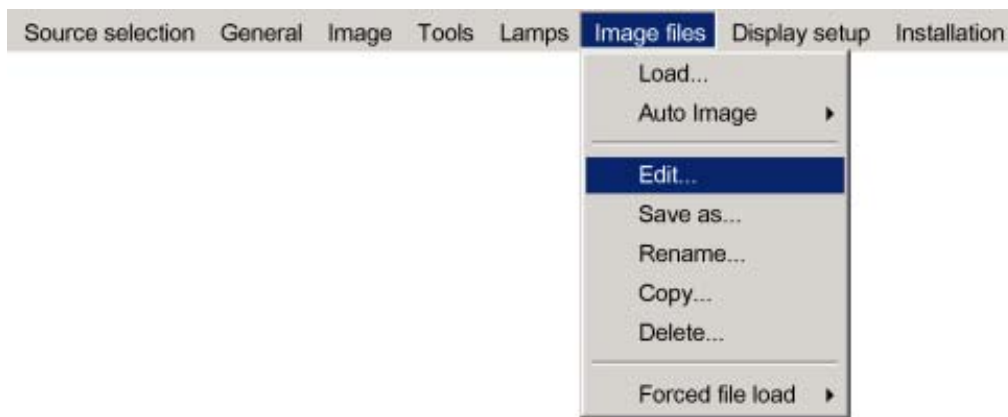 Source selection General Image Tools Lamps Image files Display setup Installation
Load...
Auto Image
Edit...
Save as...
Rename...
Copy...
Delete...
Forced file load